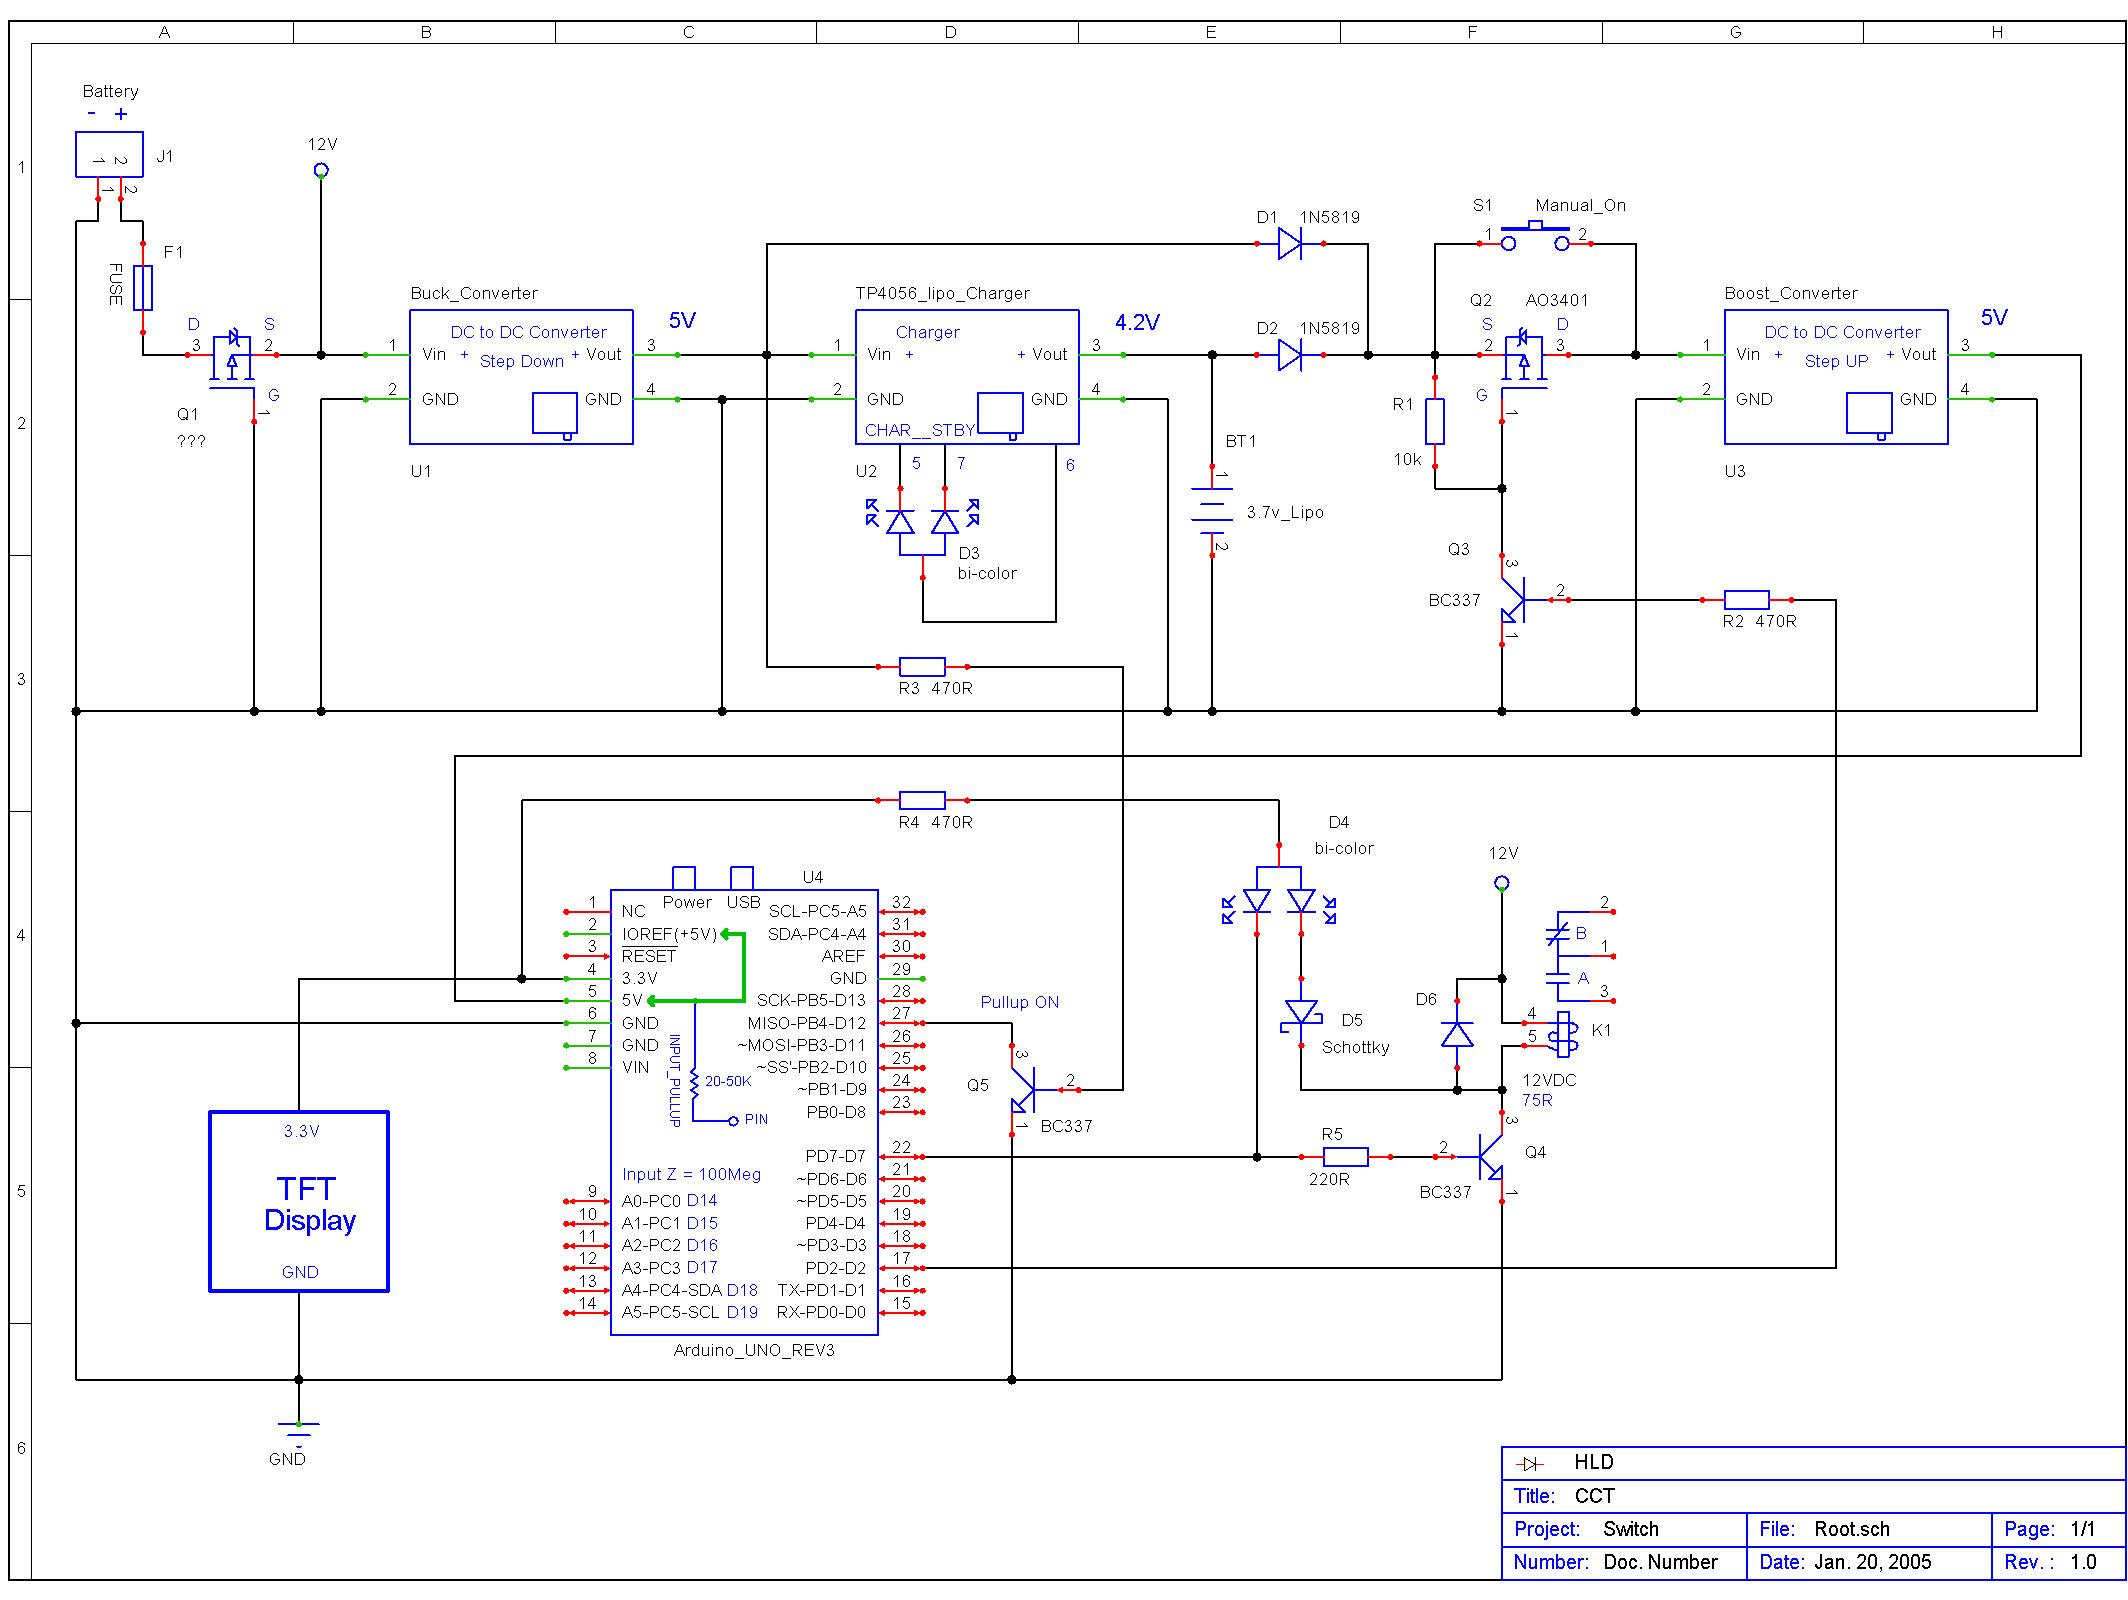 A B C D E F G H
1
2
3
4
5
6
Battery
- +
1 2
J1
1 2
F1
FUSE
12V
D S
3 2
G
1
Q1
???
Buck_Converter
DC to DC Converter
Step Down
1 Vin + + Vout 3
2 GND GND 4
U1
5V
TP4056_lipo_Charger
Charger
1 Vin + + Vout 3
2 GND GND 4
CHAR__STBY
U2 5 7 6
D3
bi-color
4.2V
R3 470R
D1 1N5819
D2 1N5819
BT1
1
3.7v_Lipo
2
S1 Manual_On
1 2
Q2 AO3401
S D
2 3
G
1
R1
10k
Q3
3
BC337
2
1
R2 470R
Boost_Converter
DC to DC Converter
Step UP
1 Vin + + Vout 3
2 GND GND 4
U3
5V
R4 470R
D4
bi-color
D5
Schottky
12V
D6
2
B
1
A
3
4
5
K1
12VDC
75R
3
Q4
2
BC337
1
R5
220R
U4
Power USB
1 NC
2 IOREF(+5V)
3 RESET
4 3.3V
5 5V
6 GND
7 GND
8 VIN
INPUT_PULLUP
20-50K
PIN
Input Z = 100Meg
9 A0-PC0 D14
10 A1-PC1 D15
11 A2-PC2 D16
12 A3-PC3 D17
13 A4-PC4-SDA D18
14 A5-PC5-SCL D19
SCL-PC5-A5 32
SDA-PC4-A4 31
AREF 30
GND 29
SCK-PB5-D13 28
MISO-PB4-D12 27
~MOSI-PB3-D11 26
~SS'-PB2-D10 25
~PB1-D9 24
PB0-D8 23
PD7-D7 22
~PD6-D6 21
~PD5-D5 20
PD4-D4 19
~PD3-D3 18
PD2-D2 17
TX-PD1-D1 16
RX-PD0-D0 15
Arduino_UNO_REV3
Pullup ON
3
Q5
2
1
BC337
3.3V
TFT
Display
GND
GND
HLD
Title: CCT
Project: Switch File: Root.sch Page: 1/1
Number: Doc. Number Date: Jan. 20, 2005 Rev. : 1.0